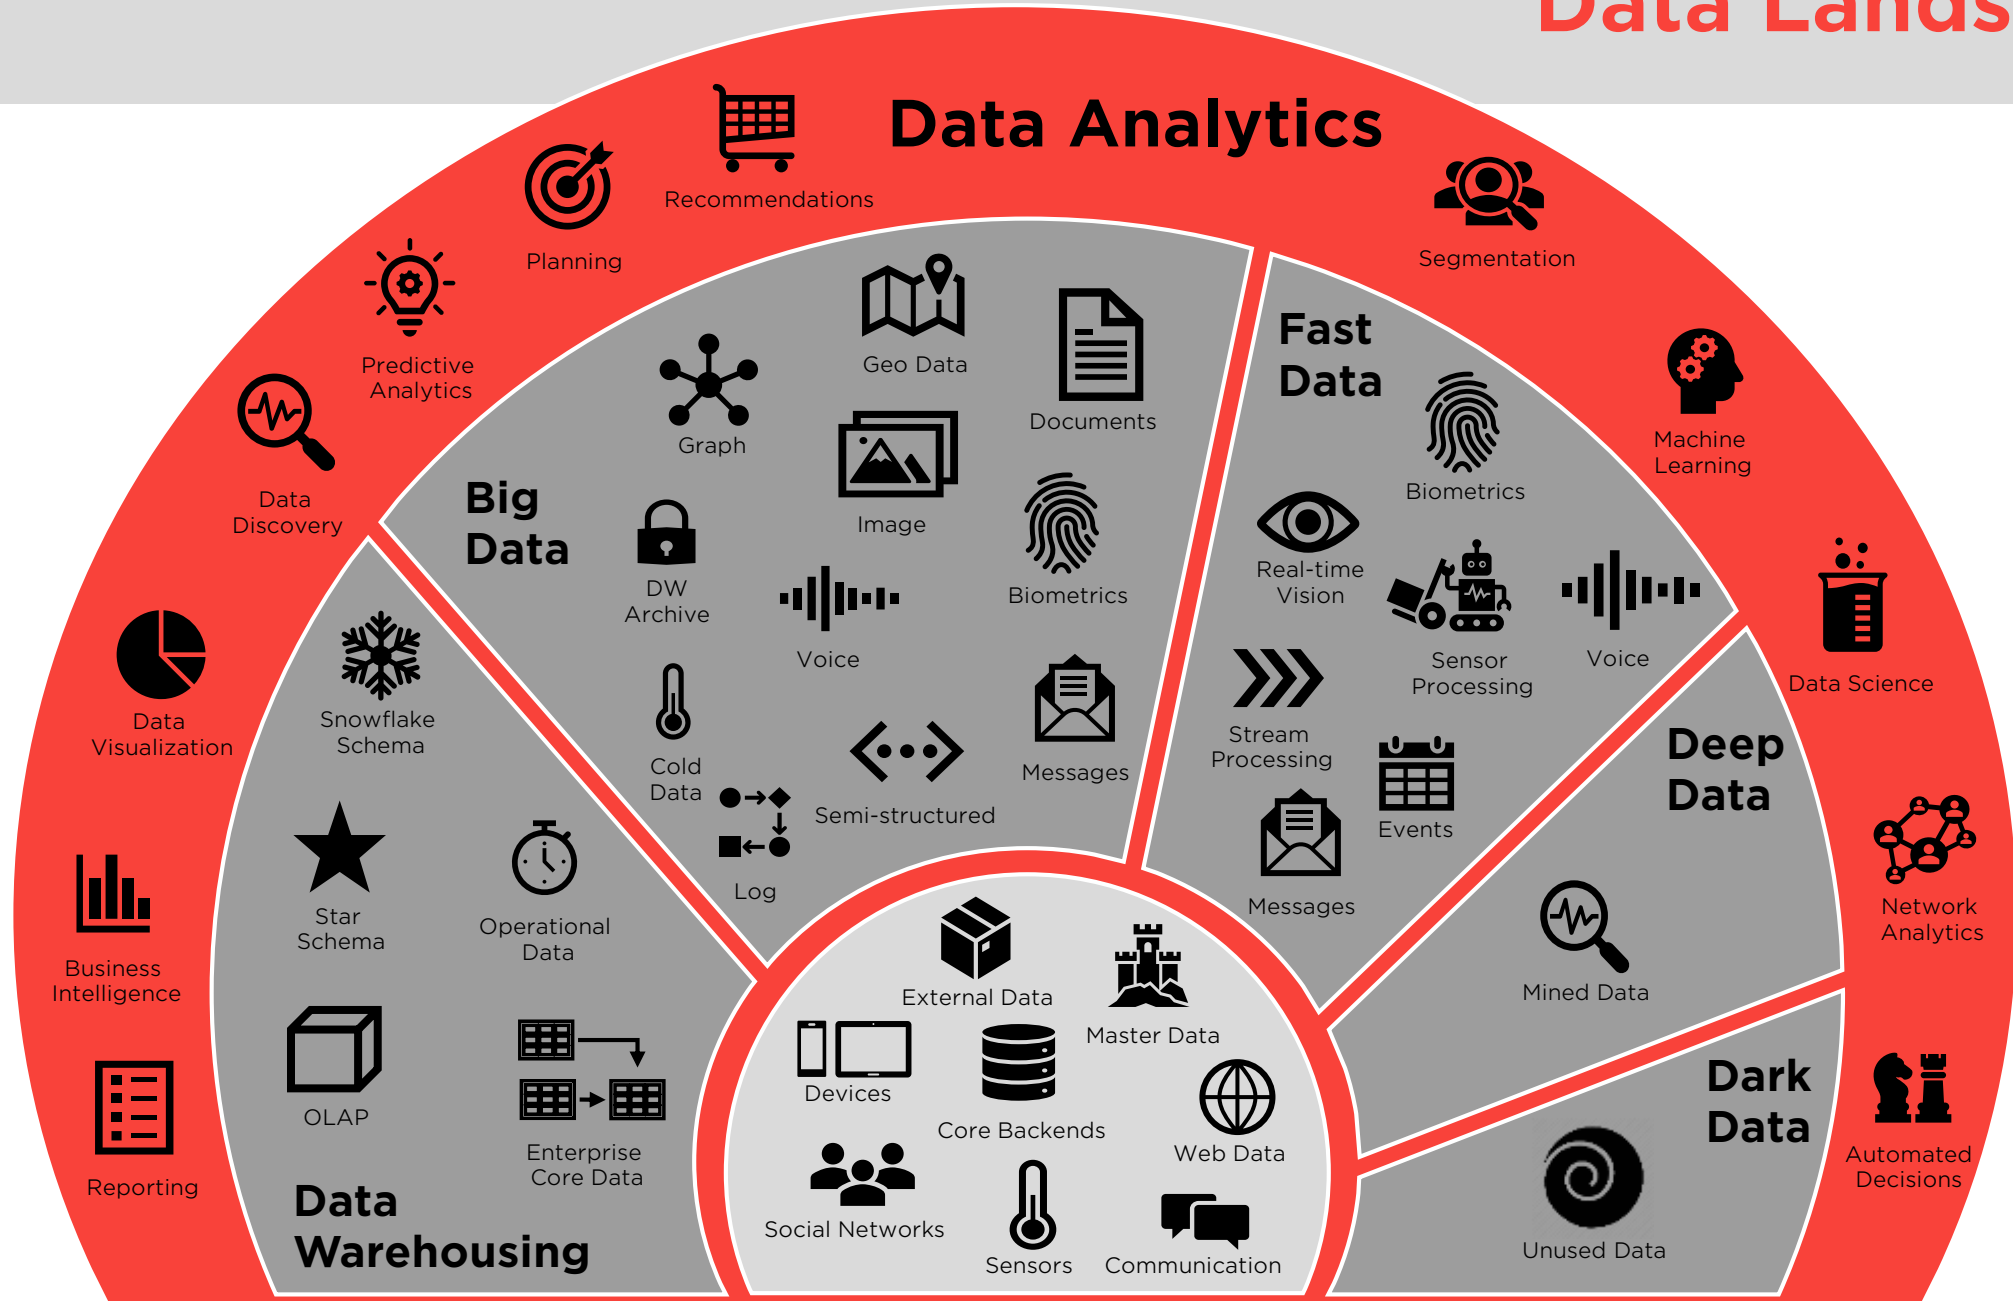 Data Lands
Data Analytics
Recommendations
Planning
Predictive
Analytics
Data
Discovery
Data
Visualization
Business
Intelligence
Reporting
Segmentation
Machine
Learning
Data Science
Network
Analytics
Automated
Decisions
Big
Data
Geo Data
Documents
Graph
Image
DW
Archive
Biometrics
Voice
Cold
Data
Messages
Semi-structured
Log
Fast
Data
Biometrics
Real-time
Vision
Sensor
Processing
Voice
Stream
Processing
Events
Messages
Deep
Data
Mined Data
Dark
Data
Unused Data
Snowflake
Schema
Star
Schema
Operational
Data
OLAP
Enterprise
Core Data
Data
Warehousing
External Data
Master Data
Devices
Core Backends
Web Data
Social Networks
Sensors
Communication